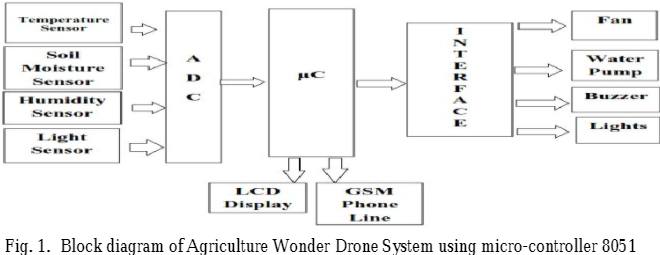 Temperature
Sensor
Soil
Moisture
Sensor
Humidity
Sensor
Light
Sensor
A
D
C
µC
I
N
T
E
R
F
A
C
E
Fan
Water
Pump
Buzzer
Lights
LCD
Display
GSM
Phone
Line
Fig. 1. Block diagram of Agriculture Wonder Drone System using micro-controller 8051